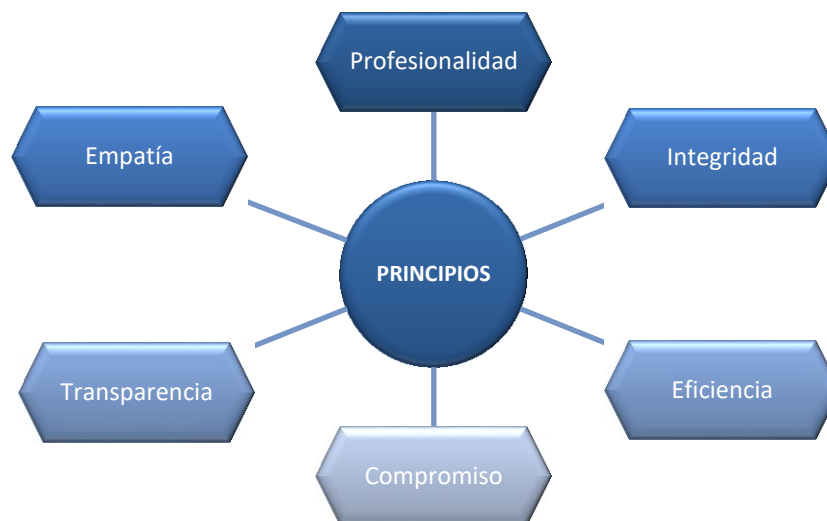 Profesionalidad
Empatía
Integridad
PRINCIPIOS
Transparencia
Eficiencia
Compromiso